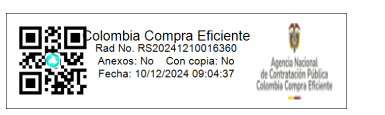 Colombia Compra Eficiente
Rad No. RS20241210016360
Anexos: No Con copia: No
Fecha: 10/12/2024 09:04:37
Agencia Nacional
de Contratación Pública
Colombia Compra Eficiente